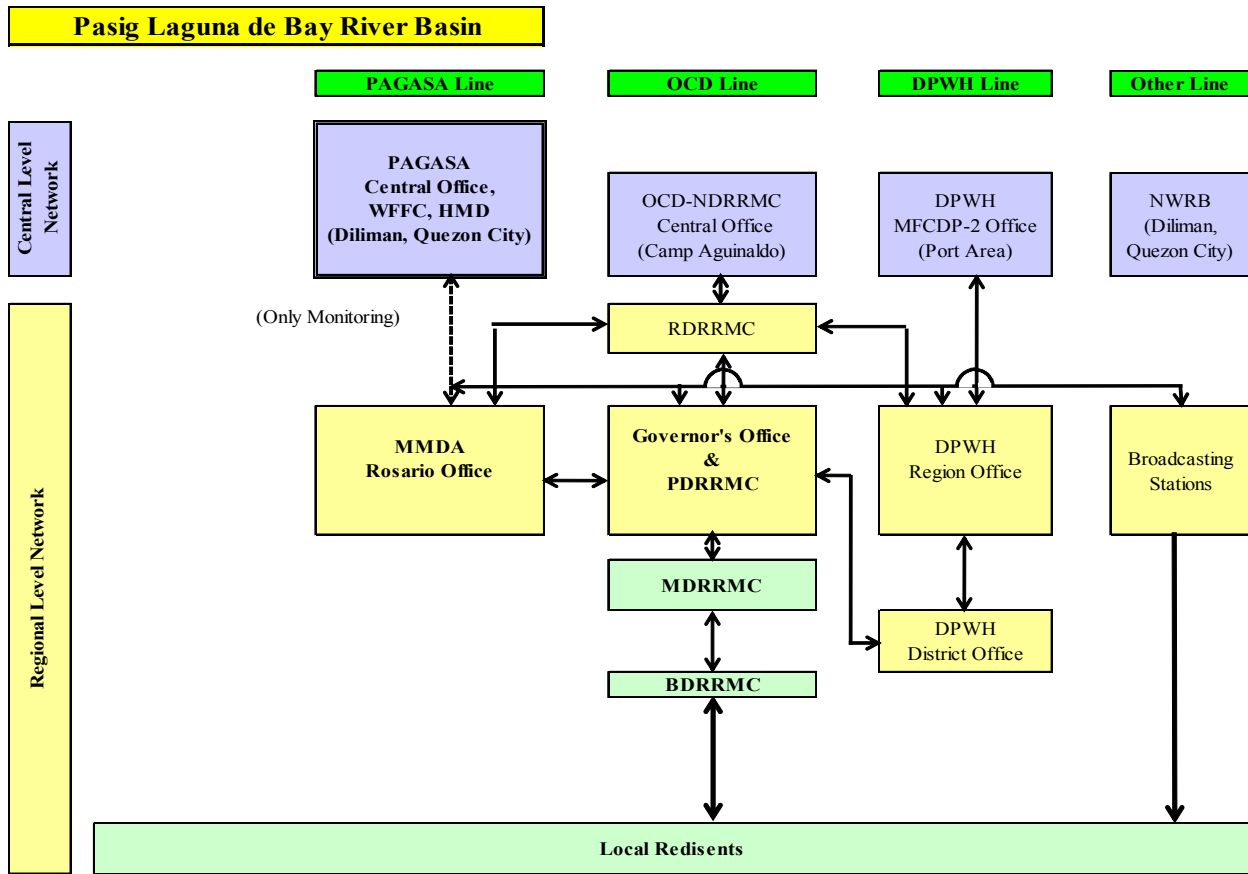 Pasig Laguna de Bay River Basin
PAGASA Line
OCD Line
DPWH Line
Other Line
Central Level
Network
PAGASA
Central Office,
WFFC, HMD
(Diliman, Quezon City)
OCD-NDRRMC
Central Office
(Camp Aguinaldo)
DPWH
MFCDP-2 Office
(Port Area)
NWRB
(Diliman,
Quezon City)
(Only Monitoring)
RDRRMC
Regional Level Network
MMDA
Rosario Office
Governor's Office
&
PDRRMC
DPWH
Region Office
Broadcasting
Stations
MDRRMC
DPWH
District Office
BDRRMC
Local Redisents